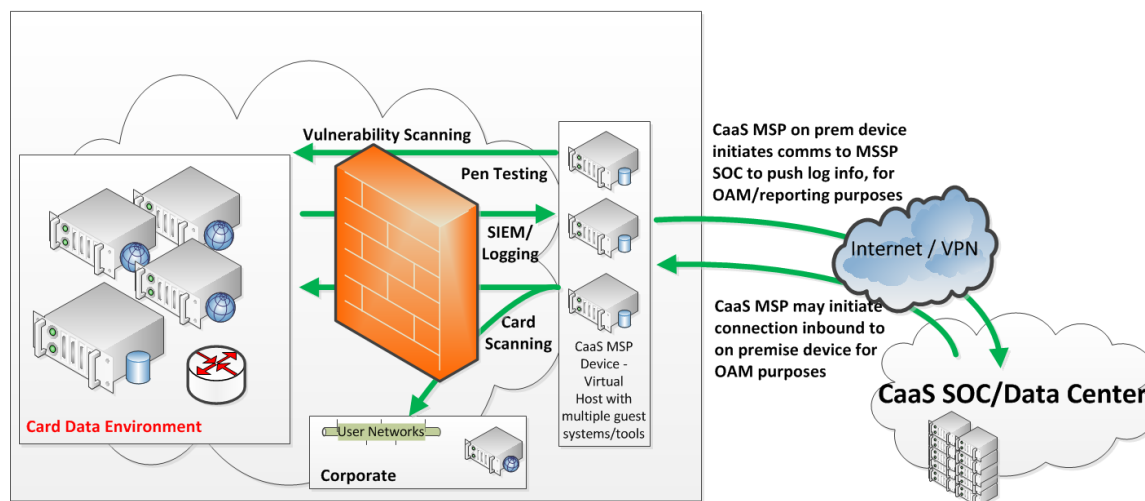 Vulnerability Scanning
Pen Testing
SIEM/
Logging
Card
Scanning
Card Data Environment
User Networks
Corporate
CaaS MSP
Device -
Virtual
Host with
multiple guest
systems/tools
CaaS MSP on prem device
initiates comms to MSSP
SOC to push log info, for
OAM/reporting purposes
Internet / VPN
CaaS MSP may initiate
connection inbound to
on premise device for
OAM purposes
CaaS SOC/Data Center